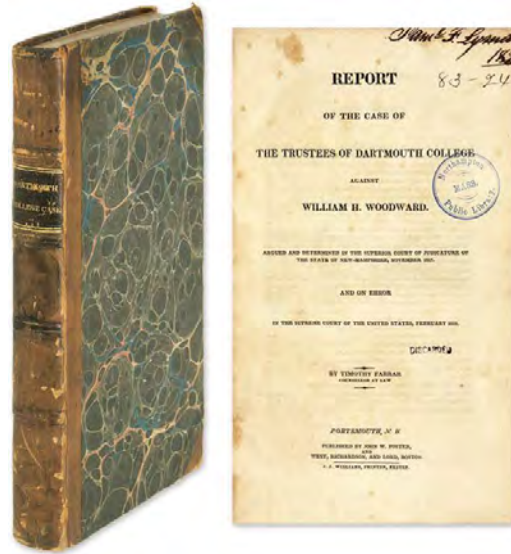 DARTMOUTH
COLLEGE CASE
83-24
REPORT
OF THE CASE OF
THE TRUSTEES OF DARTMOUTH COLLEGE
AGAINST
WILLIAM H. WOODWARD.
Northampton
MASS.
Public Library
ARGUED AND DETERMINED IN THE SUPERIOR COURT OF JUDICATURE OF
THE STATE OF NEW-HAMPSHIRE, NOVEMBER 1817.
AND ON ERROR
IN THE SUPREME COURT OF THE UNITED STATES, FEBRUARY 1819.
DISCARDED
BY TIMOTHY FARRAR
COUNSELLOR AT LAW
PORTSMOUTH, N. H.
PUBLISHED BY JOHN W. FOSTER,
AND
WEST, RICHARDSON, AND LORD, BOSTON